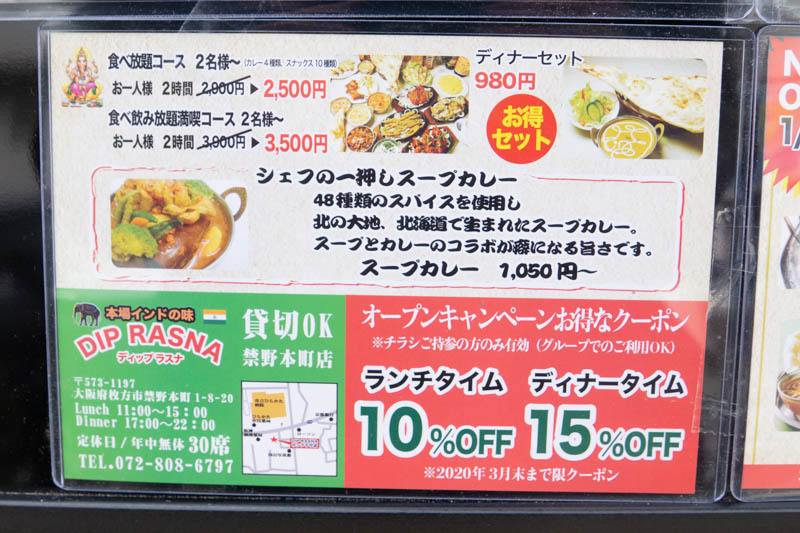 食べ放題コース 2名様～(カレー4種類、スナックス10種類)
お一人様 2時間 2,900円▶2,500円
食べ飲み放題満喫コース 2名様～
お一人様 2時間 3,900円▶3,500円
ディナーセット
980円
お得
セット
シェフの一押しスープカレー
48種類のスパイスを使用し
北の大地、北海道で生まれたスープカレー。
スープとカレーのコラボが癖になる旨さです。
スープカレー 1,050円～
本場インドの味
DIP RASNA
ディップラスナ
貸切OK
禁野本町店
〒573-1197
大阪府枚方市禁野本町1-8-20
Lunch 11:00～15:00
Dinner 17:00～22:00
定休日/年中無休 30席
TEL.072-808-6797
オープンキャンペーンお得なクーポン
※チラシご持参の方のみ有効(グループでのご利用OK)
ランチタイム
10%OFF
ディナータイム
15%OFF
※2020年3月末まで限クーポン
N
O
1/